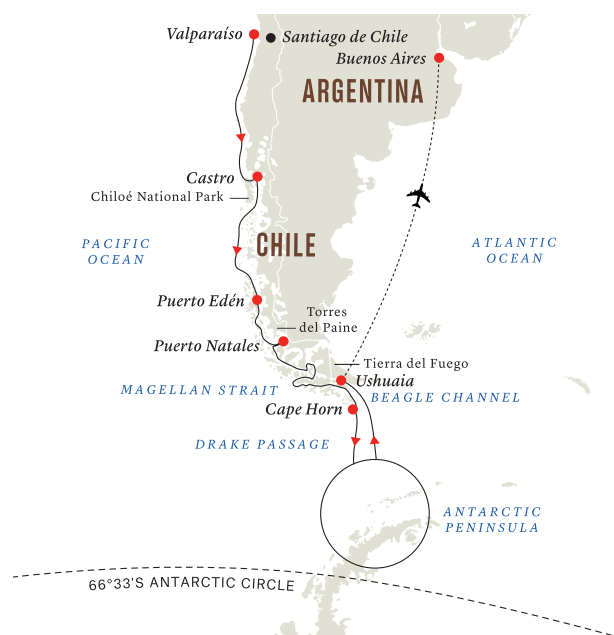 Valparaíso
Santiago de Chile
Buenos Aires
ARGENTINA
Castro
Chiloé National Park
PACIFIC
OCEAN
CHILE
ATLANTIC
OCEAN
Puerto Edén
Torres
del Paine
Puerto Natales
Tierra del Fuego
Ushuaia
MAGELLAN STRAIT
BEAGLE CHANNEL
Cape Horn
DRAKE PASSAGE
ANTARCTIC
PENINSULA
66°33'S ANTARCTIC CIRCLE